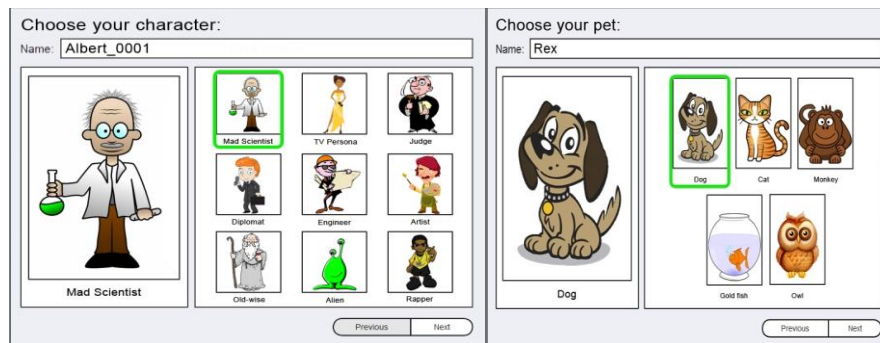 Choose your character:
Name: Albert_0001
Mad Scientist
Mad Scientist TV Persona Judge
Diplomat Engineer Artist
Old-wise Alien Rapper
Previous Next
Choose your pet:
Name: Rex
Dog
Dog Cat Monkey
Gold fish Owl
Previous Next